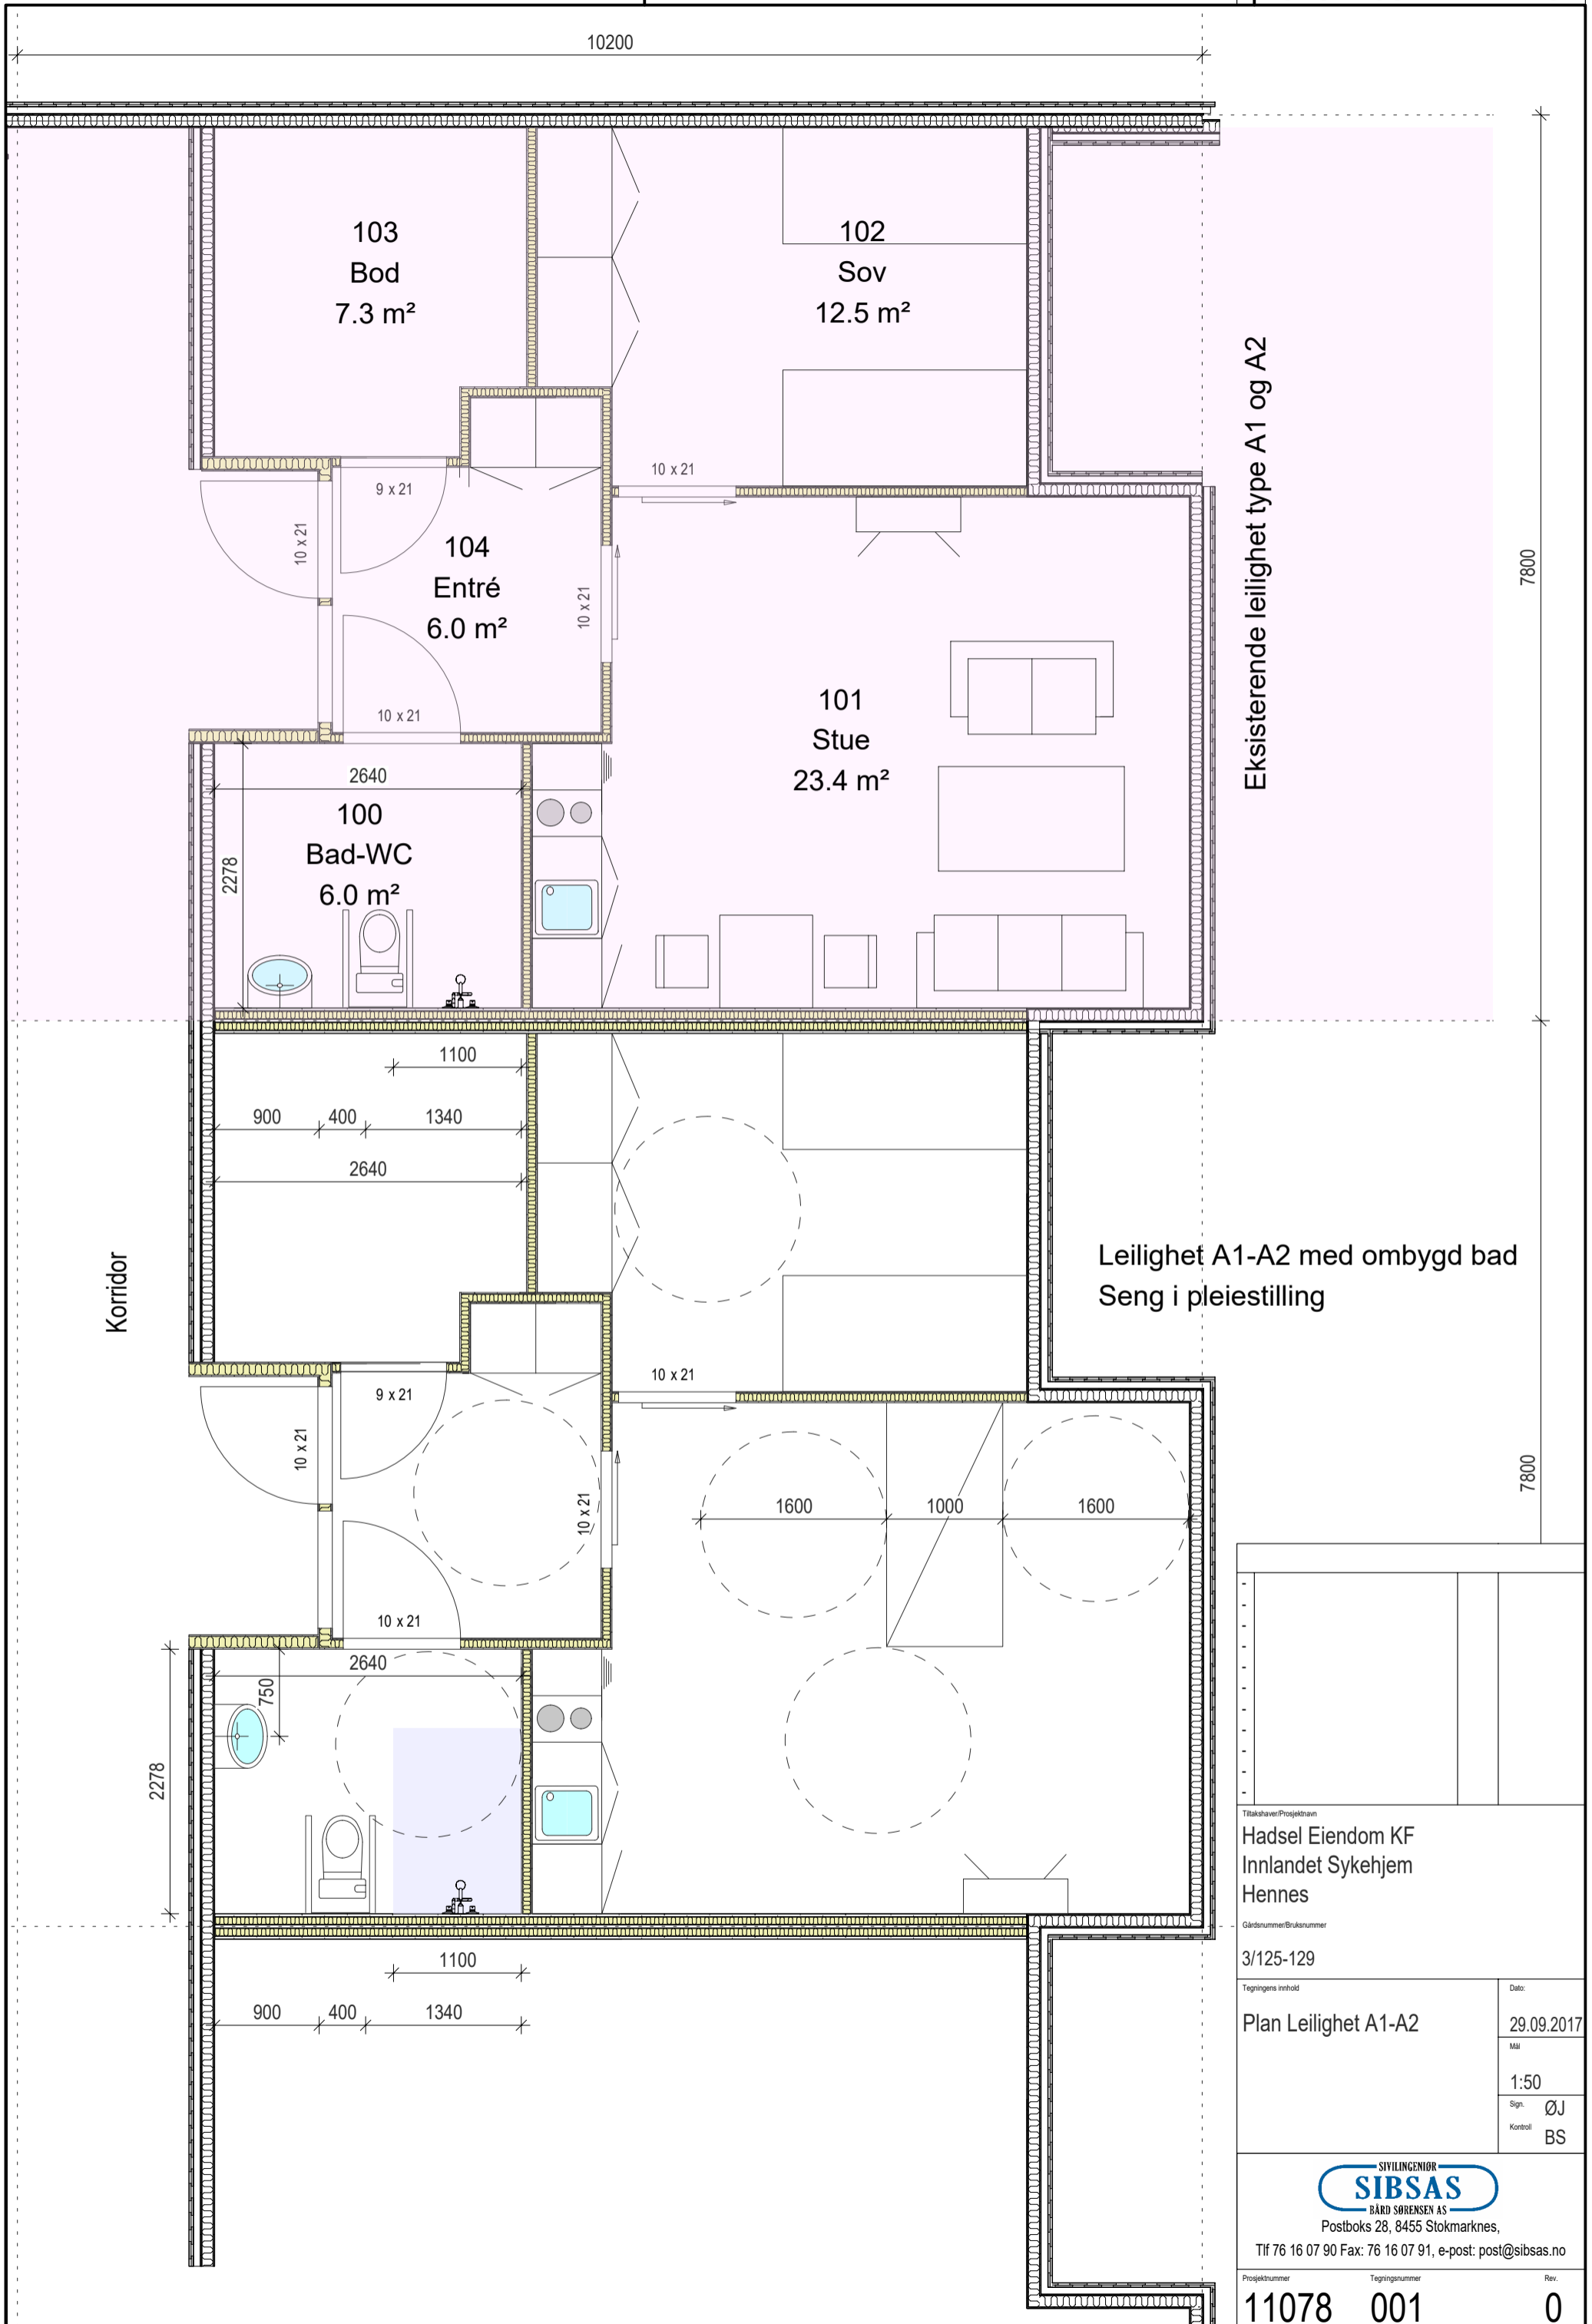 10200
103
Bod
7.3 m²
102
Sov
12.5 m²
9 x 21
10 x 21
10 x 21
104
Entré
6.0 m²
10 x 21
10 x 21
101
Stue
23.4 m²
2640
2278
100
Bad-WC
6.0 m²
Eksisterende leilighet type A1 og A2
7800
1100
900
400
1340
2640
Korridor
Leilighet A1-A2 med ombygd bad
Seng i pleiestilling
9 x 21
10 x 21
10 x 21
10 x 21
10 x 21
1600
1000
1600
7800
2640
750
2278
1100
900
400
1340
Tiltakshaver/Prosjektnavn
Hadsel Eiendom KF
Innlandet Sykehjem
Hennes
Gårdsnummer/Bruksnummer
3/125-129
Tegningens innhold
Plan Leilighet A1-A2
Dato:
29.09.2017
Mål
1:50
Sign.
ØJ
Kontroll
BS
SIVILINGENIØR
SIBSAS
BÅRD SØRENSEN AS
Postboks 28, 8455 Stokmarknes,
Tlf 76 16 07 90 Fax: 76 16 07 91, e-post: post@sibsas.no
Prosjektnummer
11078
Tegningsnummer
001
Rev.
0